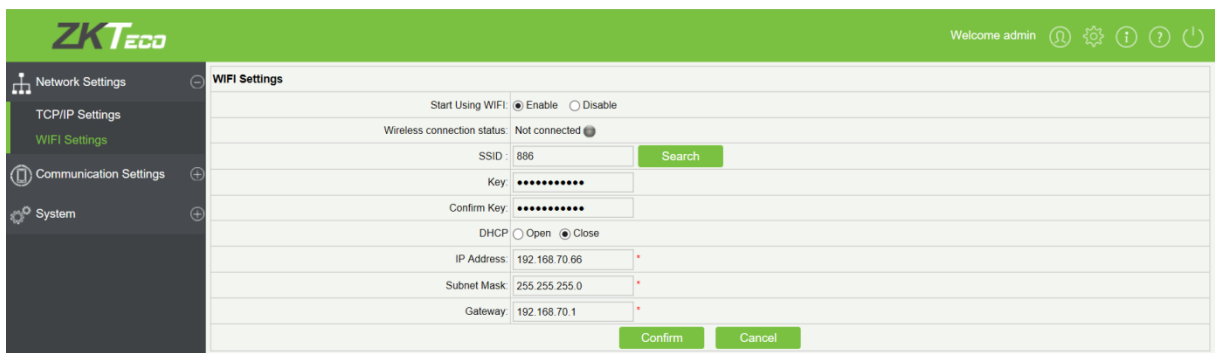 ZKTECO
Welcome admin
Network Settings
TCP/IP Settings
WIFI Settings
Communication Settings
System
WIFI Settings
Start Using WIFI: Enable Disable
Wireless connection status: Not connected
SSID : 886 Search
Key: •••••••••••
Confirm Key: •••••••••••
DHCP Open Close
IP Address: 192.168.70.66 *
Subnet Mask: 255.255.255.0 *
Gateway: 192.168.70.1 *
Confirm Cancel